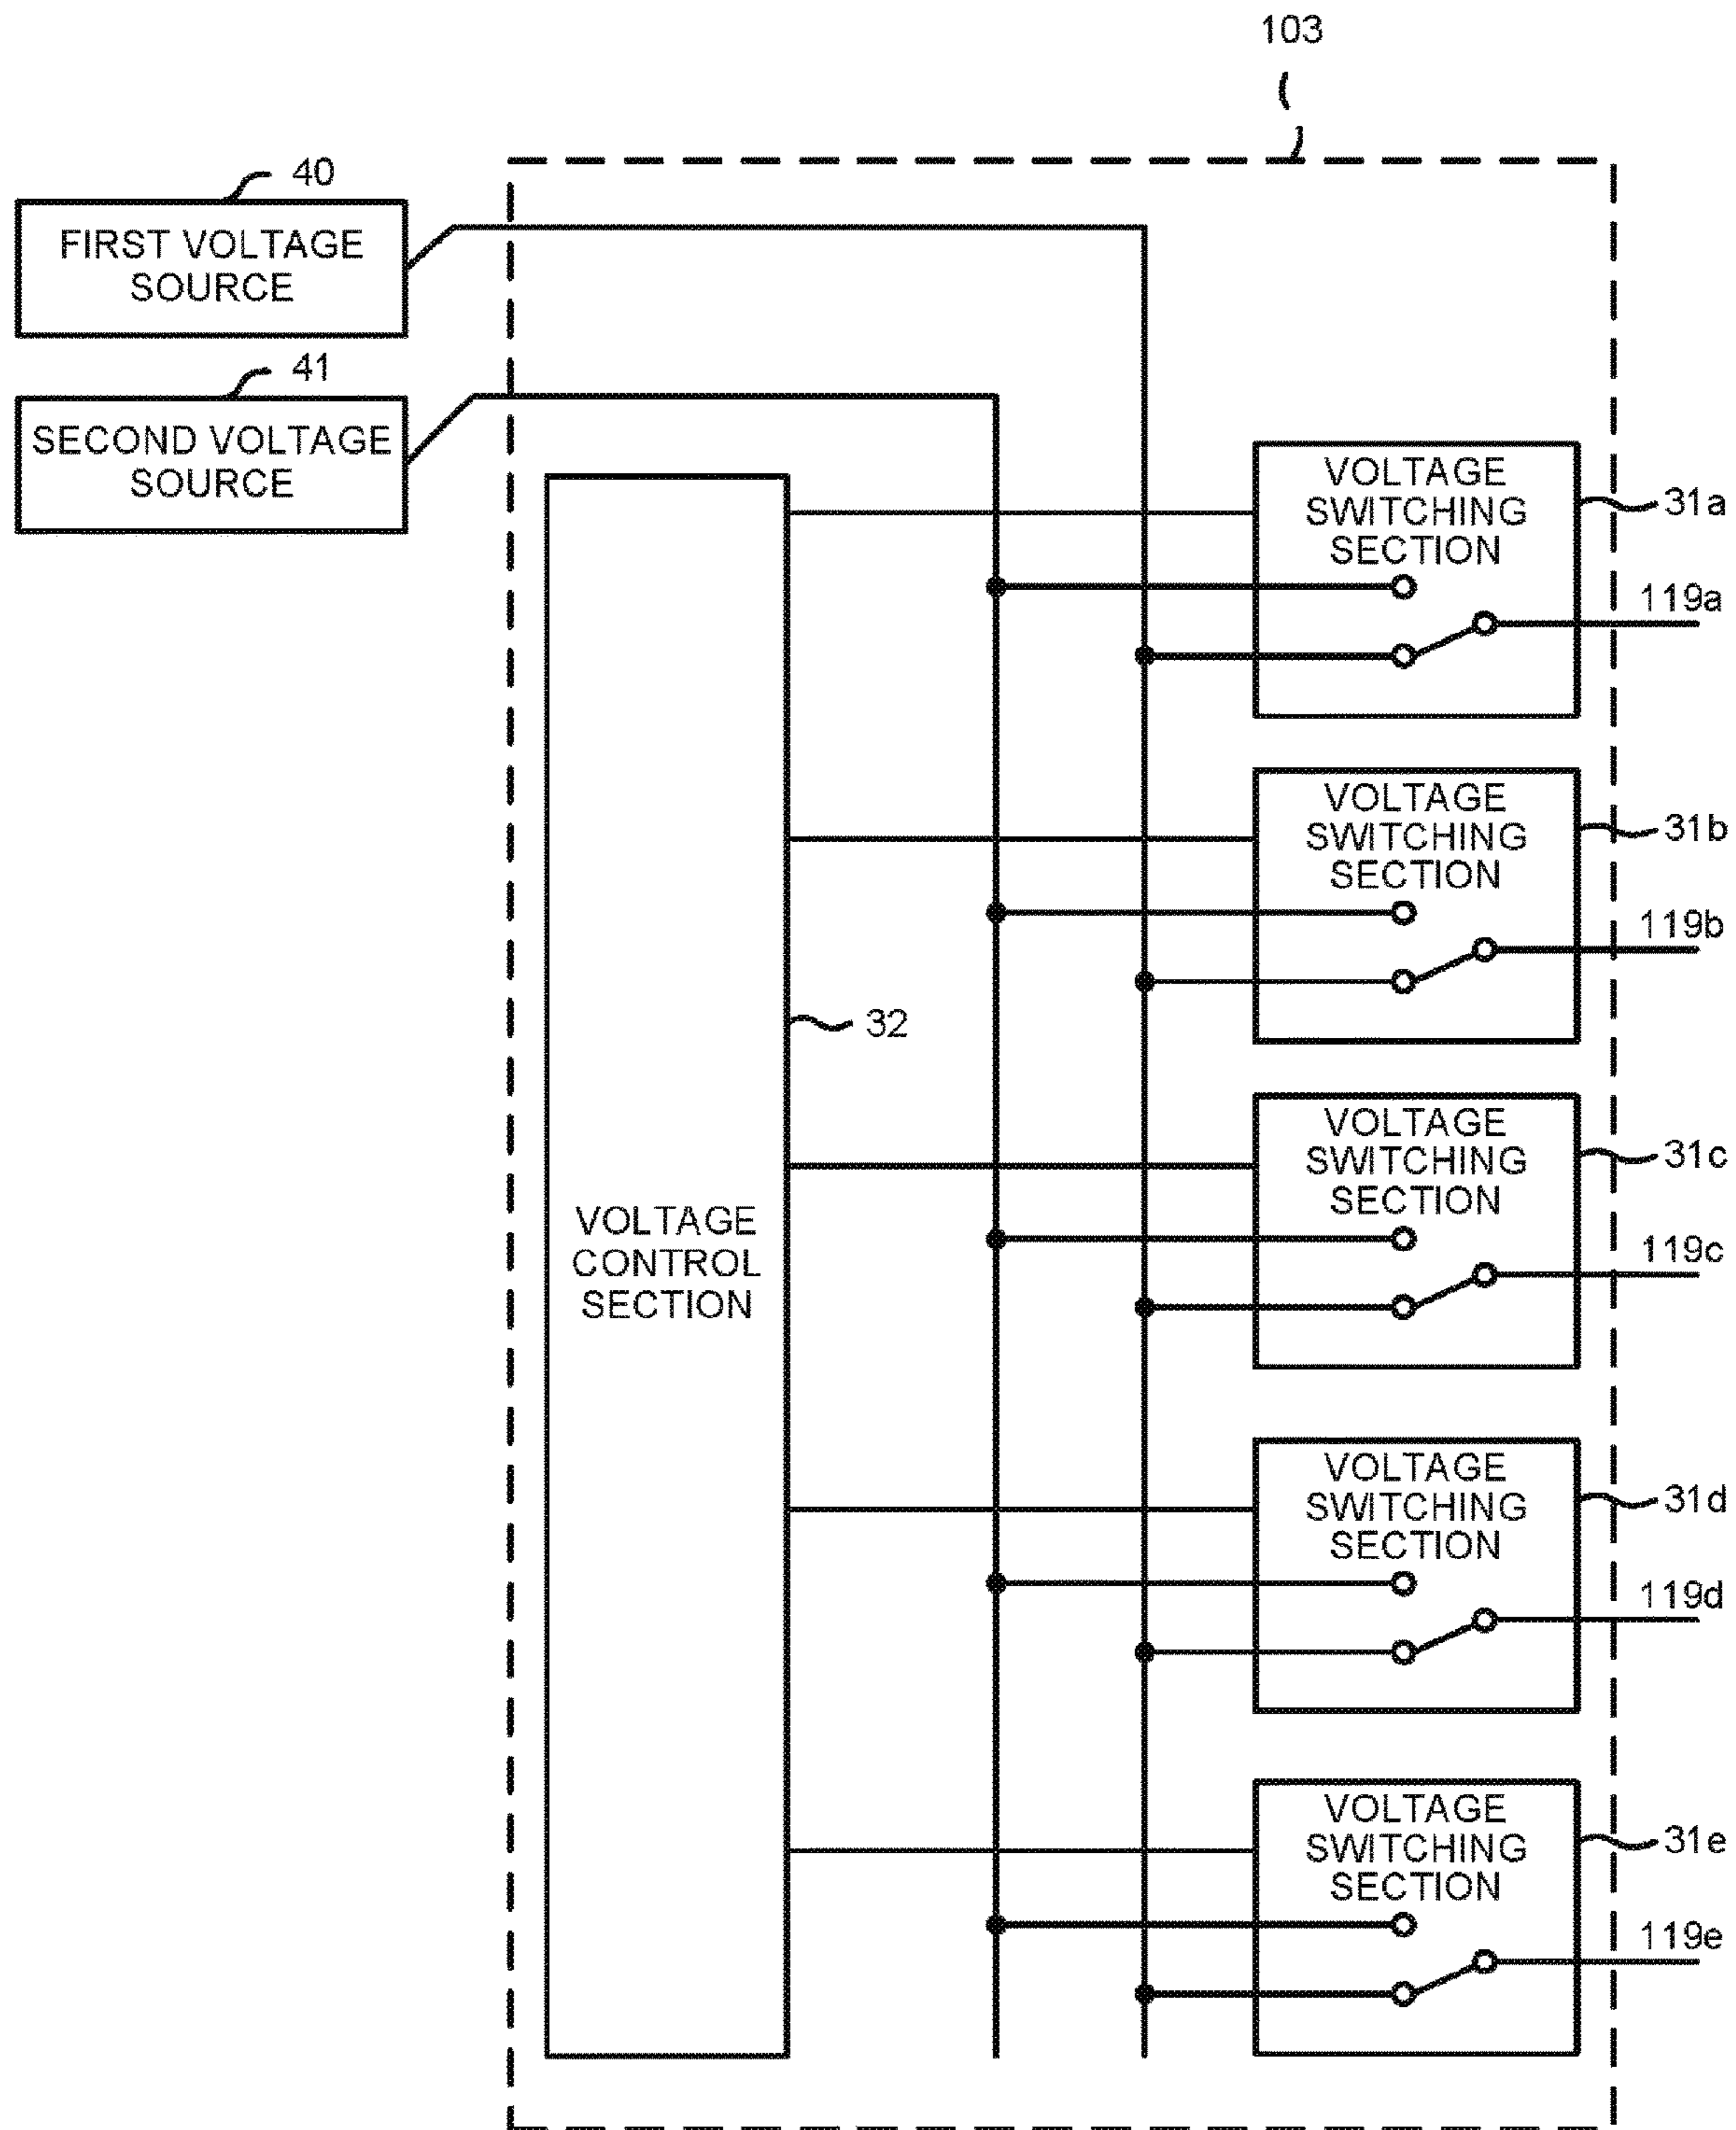 103
40
FIRST VOLTAGE
SOURCE
41
SECOND VOLTAGE
SOURCE
VOLTAGE
SWITCHING
SECTION
31a
119a
VOLTAGE
SWITCHING
SECTION
31b
119b
32
VOLTAGE
SWITCHING
SECTION
31c
119c
VOLTAGE
CONTROL
SECTION
VOLTAGE
SWITCHING
SECTION
31d
119d
VOLTAGE
SWITCHING
SECTION
31e
119e